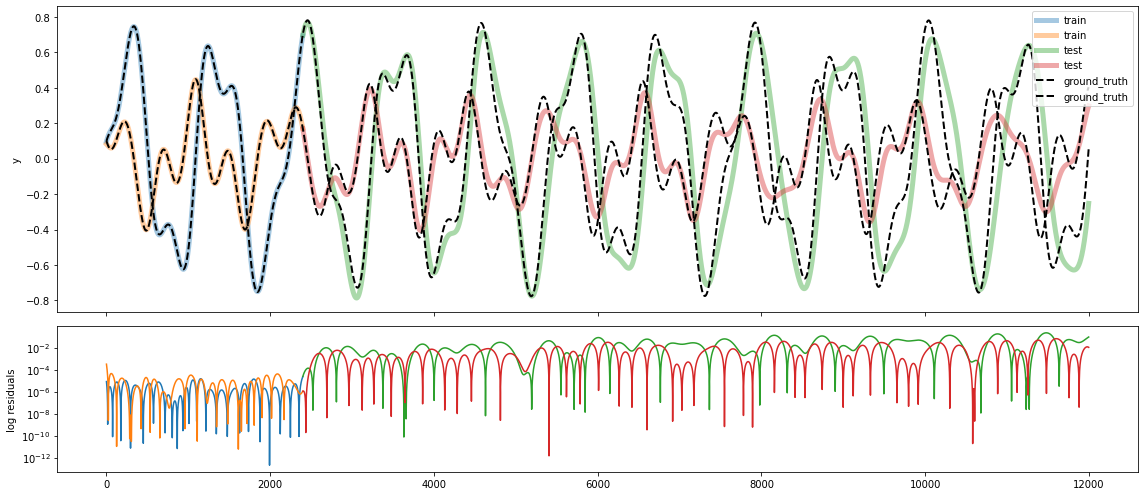 0.8
0.6
0.4
0.2
0.0
−0.2
−0.4
−0.6
−0.8
y
train
train
test
test
ground_truth
ground_truth
10−2
10−4
10−6
10−8
10−10
10−12
log residuals
0 2000 4000 6000 8000 10000 12000